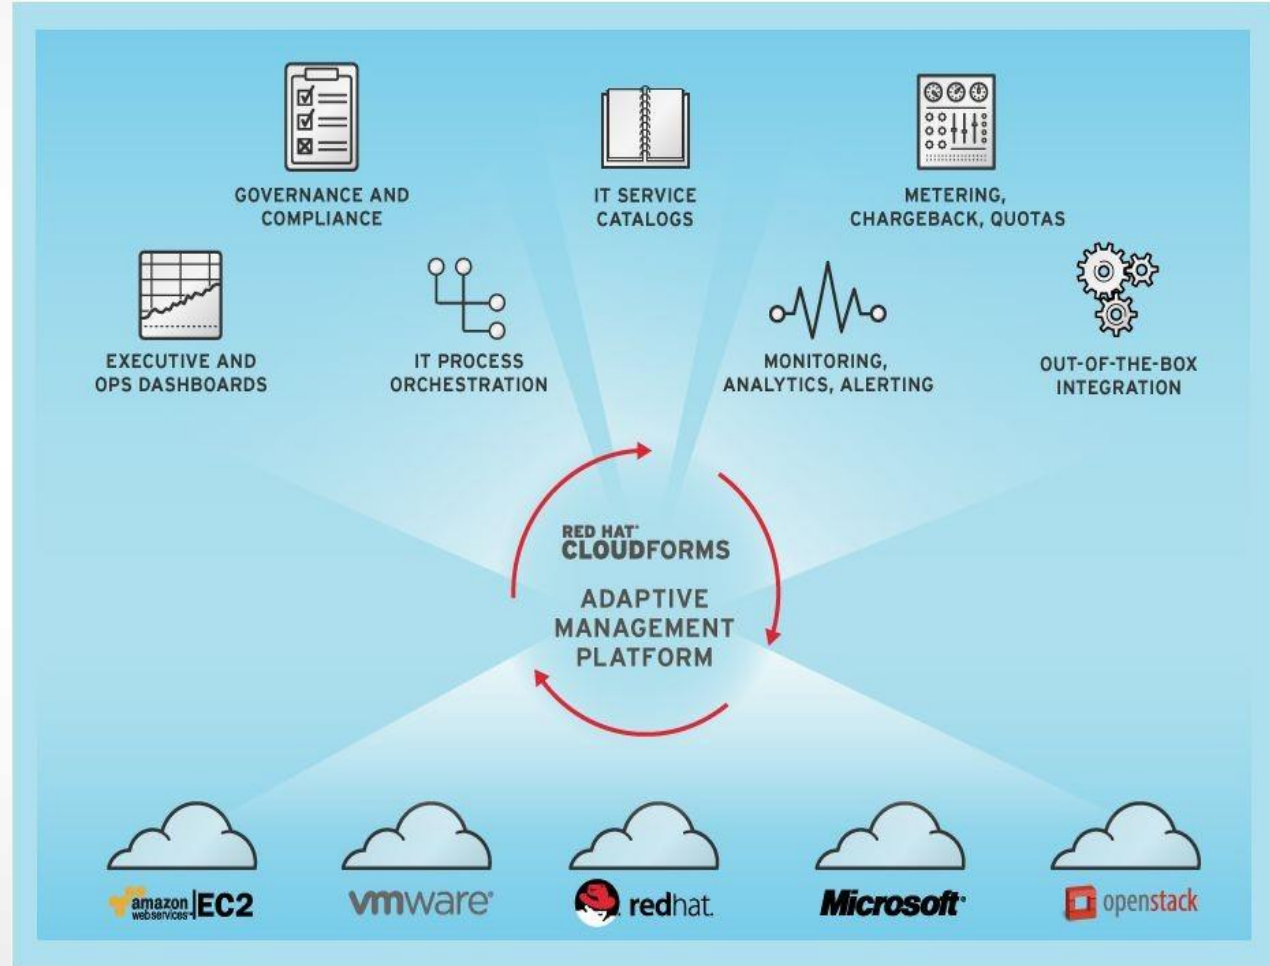 GOVERNANCE AND
COMPLIANCE
IT SERVICE
CATALOGS
METERING,
CHARGEBACK, QUOTAS
EXECUTIVE AND
OPS DASHBOARDS
IT PROCESS
ORCHESTRATION
MONITORING,
ANALYTICS, ALERTING
OUT-OF-THE-BOX
INTEGRATION
RED HAT®
CLOUDFORMS
ADAPTIVE
MANAGEMENT
PLATFORM
amazon
webservices
EC2
vmware®
redhat.
Microsoft®
openstack